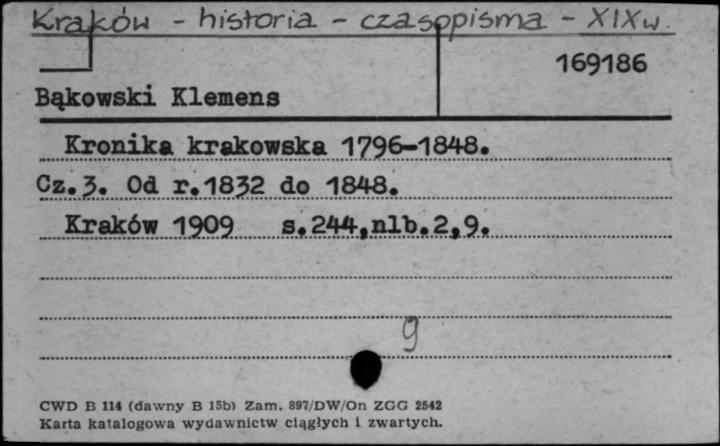 Kraków - historia - czasopisma - XIX w.
169186
Bąkowski Klemens
Kronika krakowska 1796-1848.
Cz.3. Od r.1832 do 1848.
Kraków 1909 s.244,nlb.2,9.
9
CWD B 114 (dawny B 15b) Zam. 897/DW/On ZGG 2542
Karta katalogowa wydawnictw ciągłych i zwartych.